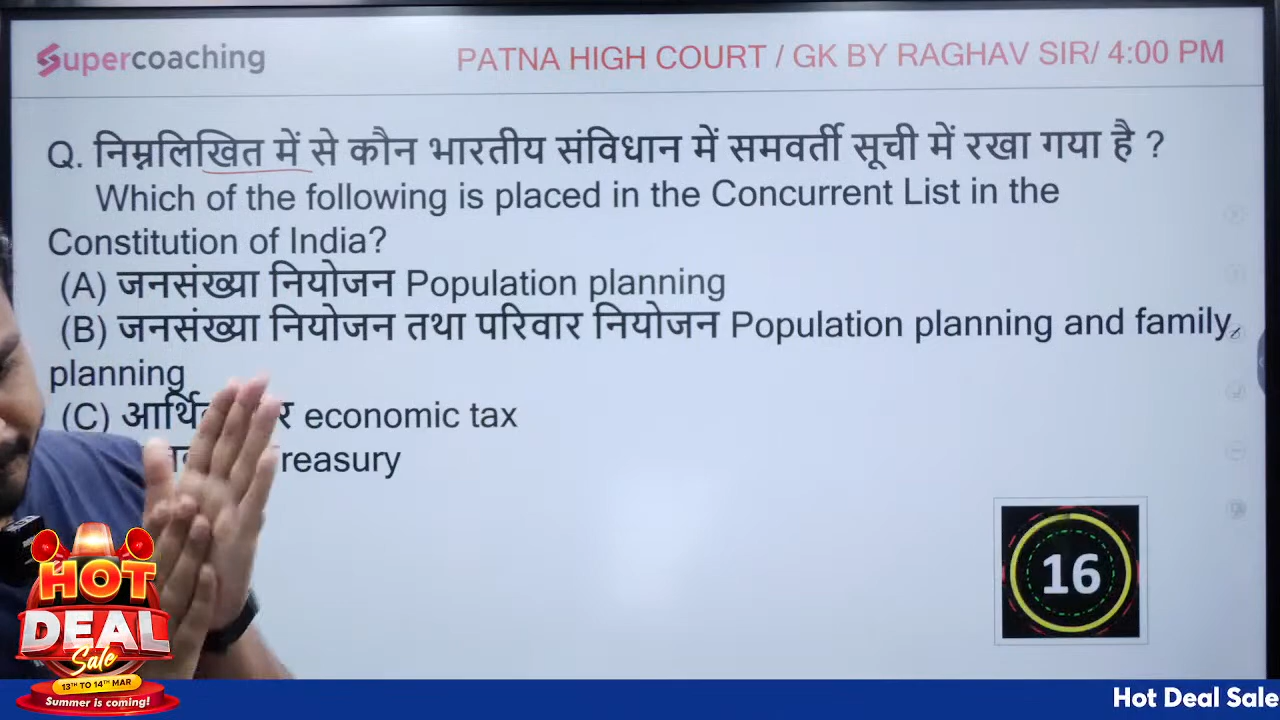 Supercoaching
PATNA HIGH COURT / GK BY RAGHAV SIR/ 4:00 PM
Q. निम्नलिखित में से कौन भारतीय संविधान में समवर्ती सूची में रखा गया है ?
Which of the following is placed in the Concurrent List in the
Constitution of India?
(A) जनसंख्या नियोजन Population planning
(B) जनसंख्या नियोजन तथा परिवार नियोजन Population planning and family
planning
(C) economic tax
16
HOT
DEAL
Sale
13TH TO 14TH MAR
Summer is coming!
Hot Deal Sale